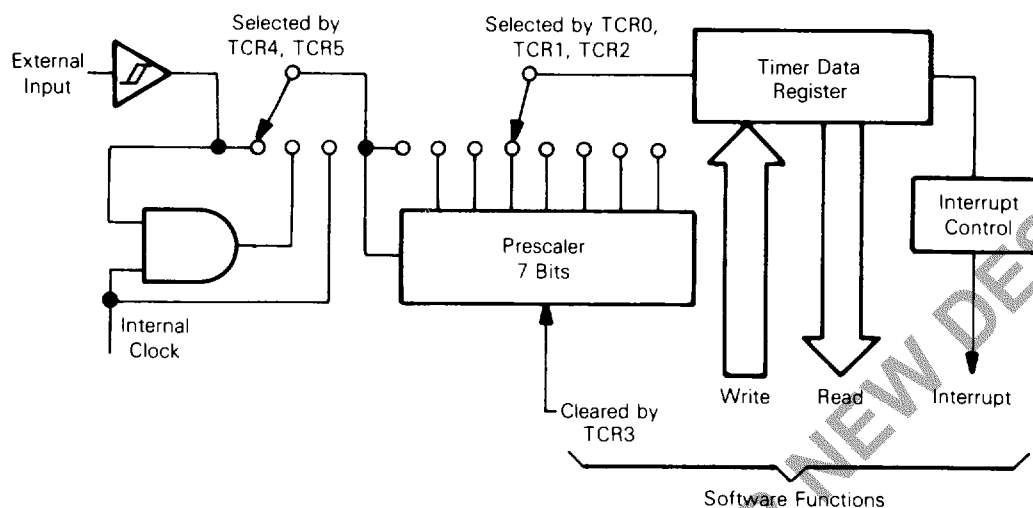 Selected by
TCR4, TCR5
Selected by TCR0,
TCR1, TCR2
External
Input
Timer Data
Register
Interrupt
Control
Prescaler
7 Bits
Internal
Clock
Write
Read
Interrupt
Cleared by
TCR3
Software Functions
NEW